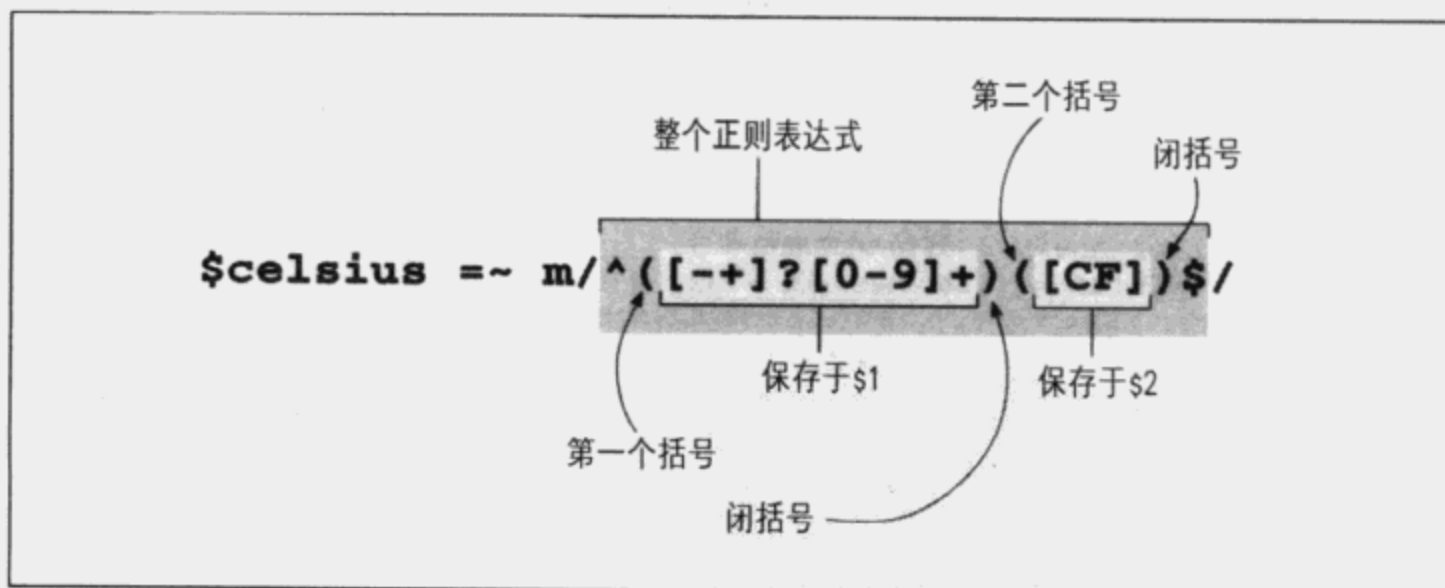 第二个括号
整个正则表达式
闭括号
$celsius =~ m/^([-+]?[0-9]+)([CF])$/
保存于$1
保存于$2
第一个括号
闭括号